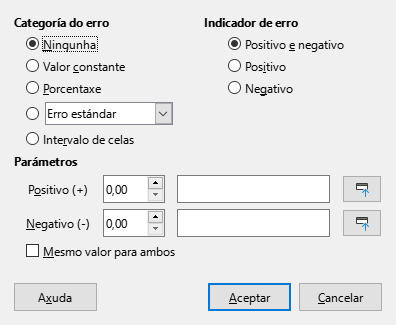 Categoría do erro
Indicador de erro
Ningunha
Positivo e negativo
Valor constante
Positivo
Porcentaxe
Negativo
Erro estándar
Intervalo de celas
Parámetros
Positivo (+) 0,00
Negativo (-) 0,00
Mesmo valor para ambos
Axuda
Aceptar
Cancelar